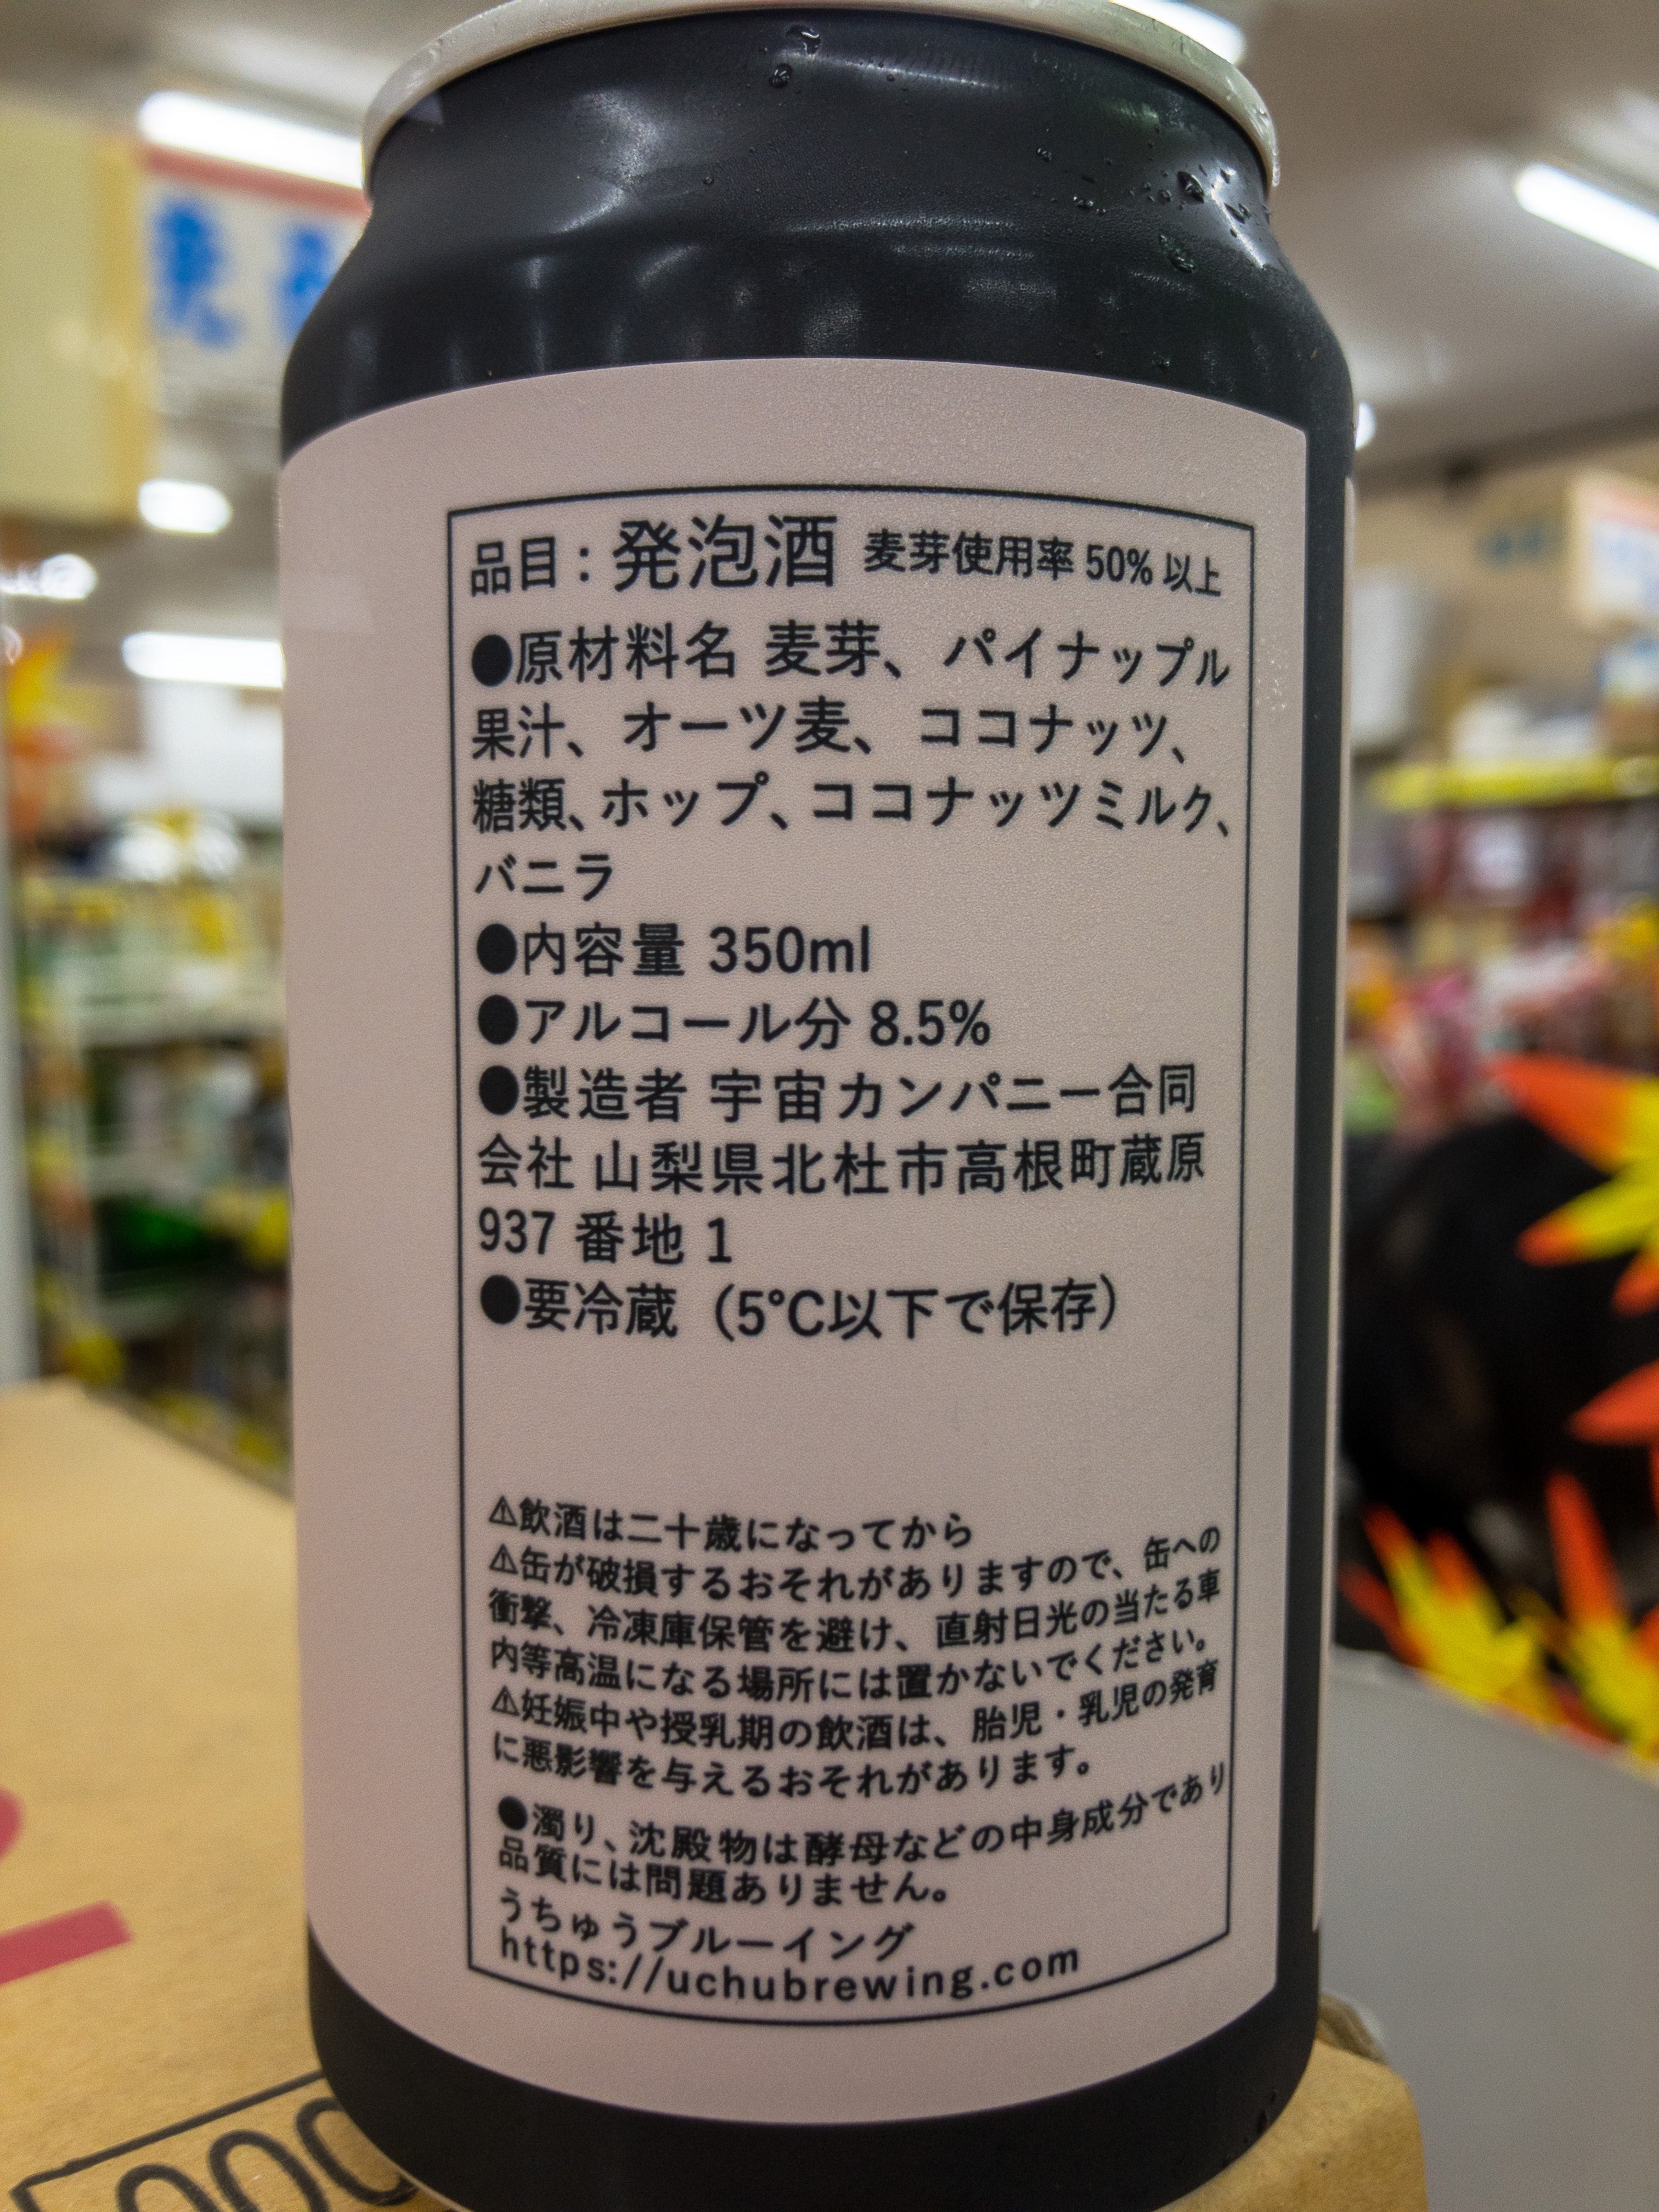 品目：発泡酒 麦芽使用率 50% 以上
●原材料名 麦芽、パイナップル
果汁、オーツ麦、ココナッツ、
糖類、ホップ、ココナッツミルク、
バニラ
●内容量 350ml
●アルコール分 8.5%
●製造者 宇宙カンパニー合同
会社 山梨県北杜市高根町蔵原
937 番地 1
●要冷蔵（5℃以下で保存）
⚠飲酒は二十歳になってから
⚠缶が破損するおそれがありますので、缶への
衝撃、冷凍庫保管を避け、直射日光の当たる車
内等高温になる場所には置かないでください。
⚠妊娠中や授乳期の飲酒は、胎児・乳児の発育
に悪影響を与えるおそれがあります。
●濁り、沈殿物は酵母などの中身成分であり
品質には問題ありません。
うちゅうブルーイング
https://uchubrewing.com